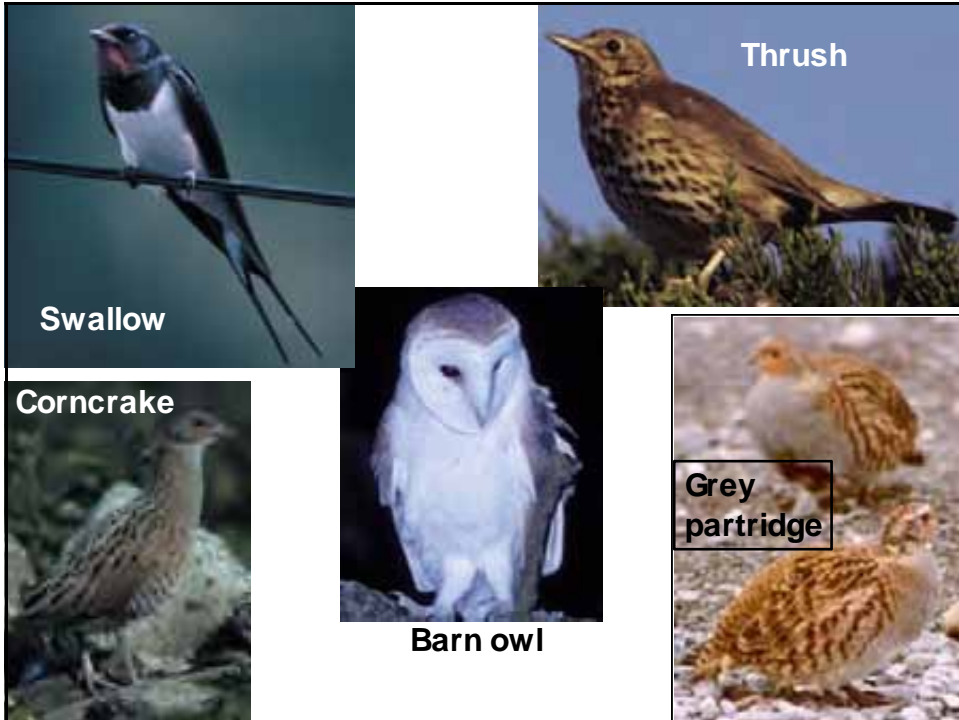 Thrush
Swallow
Corncrake
Grey
partridge
Barn owl